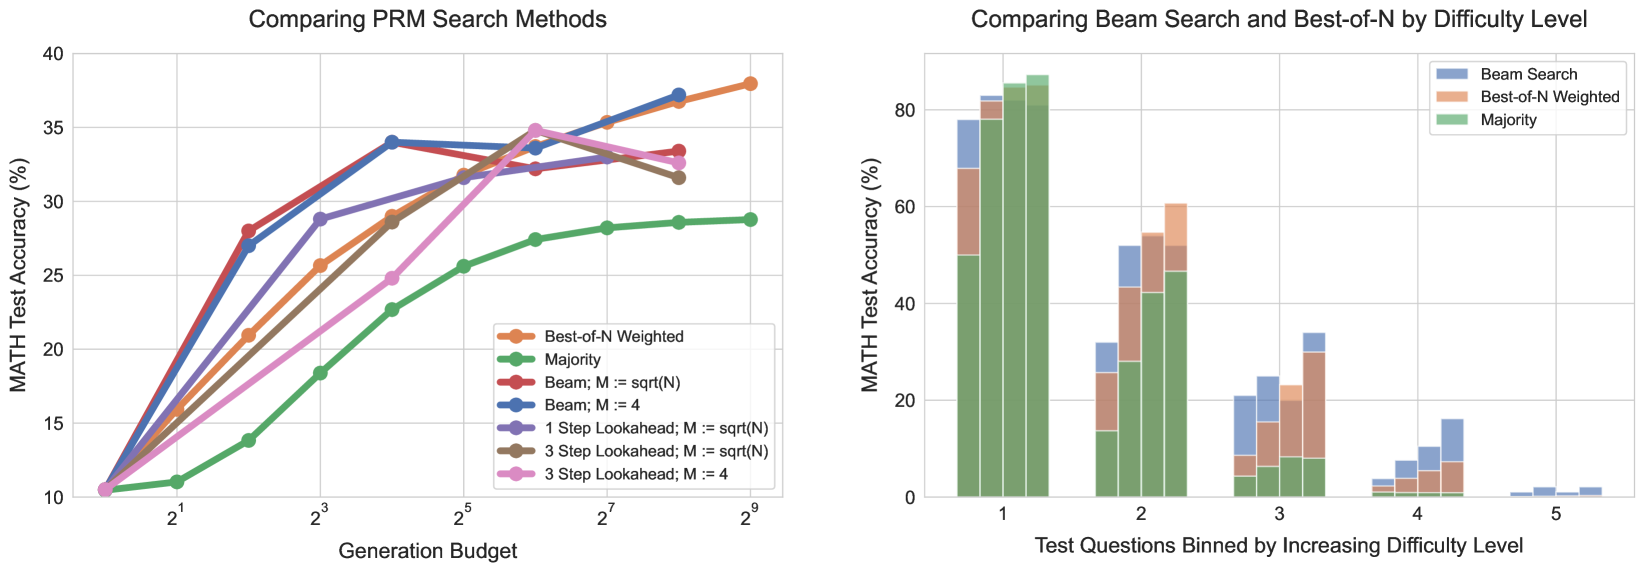 Comparing PRM Search Methods
MATH Test Accuracy (%)
40
35
30
25
20
15
10
2^1
2^3
2^5
2^7
2^9
Generation Budget
Best-of-N Weighted
Majority
Beam; M := sqrt(N)
Beam; M := 4
1 Step Lookahead; M := sqrt(N)
3 Step Lookahead; M := sqrt(N)
3 Step Lookahead; M := 4
Comparing Beam Search and Best-of-N by Difficulty Level
MATH Test Accuracy (%)
80
60
40
20
0
1
2
3
4
5
Test Questions Binned by Increasing Difficulty Level
Beam Search
Best-of-N Weighted
Majority